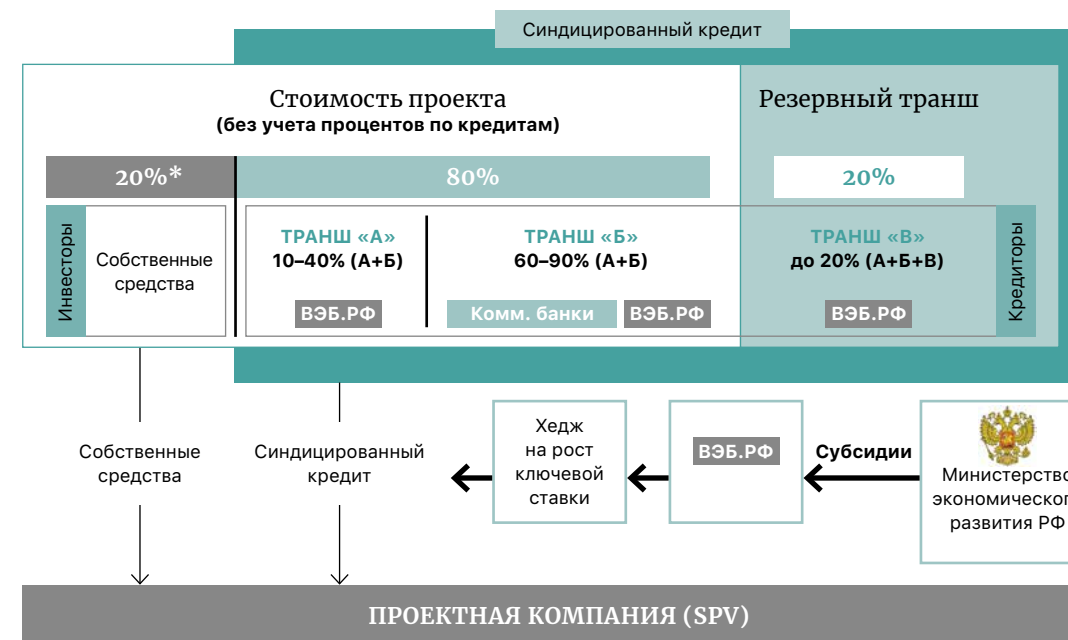 Синдицированный кредит
Стоимость проекта
(без учета процентов по кредитам)
Резервный транш
20%*
80%
20%
Инвесторы
Собственные
средства
ТРАНШ «А»
10–40% (А+Б)
ВЭБ.РФ
ТРАНШ «Б»
60–90% (А+Б)
Комм. банки
ВЭБ.РФ
ТРАНШ «В»
до 20% (А+Б+В)
ВЭБ.РФ
Кредиторы
Собственные
средства
Синдицированный
кредит
Хедж
на рост
ключевой
ставки
ВЭБ.РФ
Субсидии
Министерство
экономического
развития РФ
ПРОЕКТНАЯ КОМПАНИЯ (SPV)